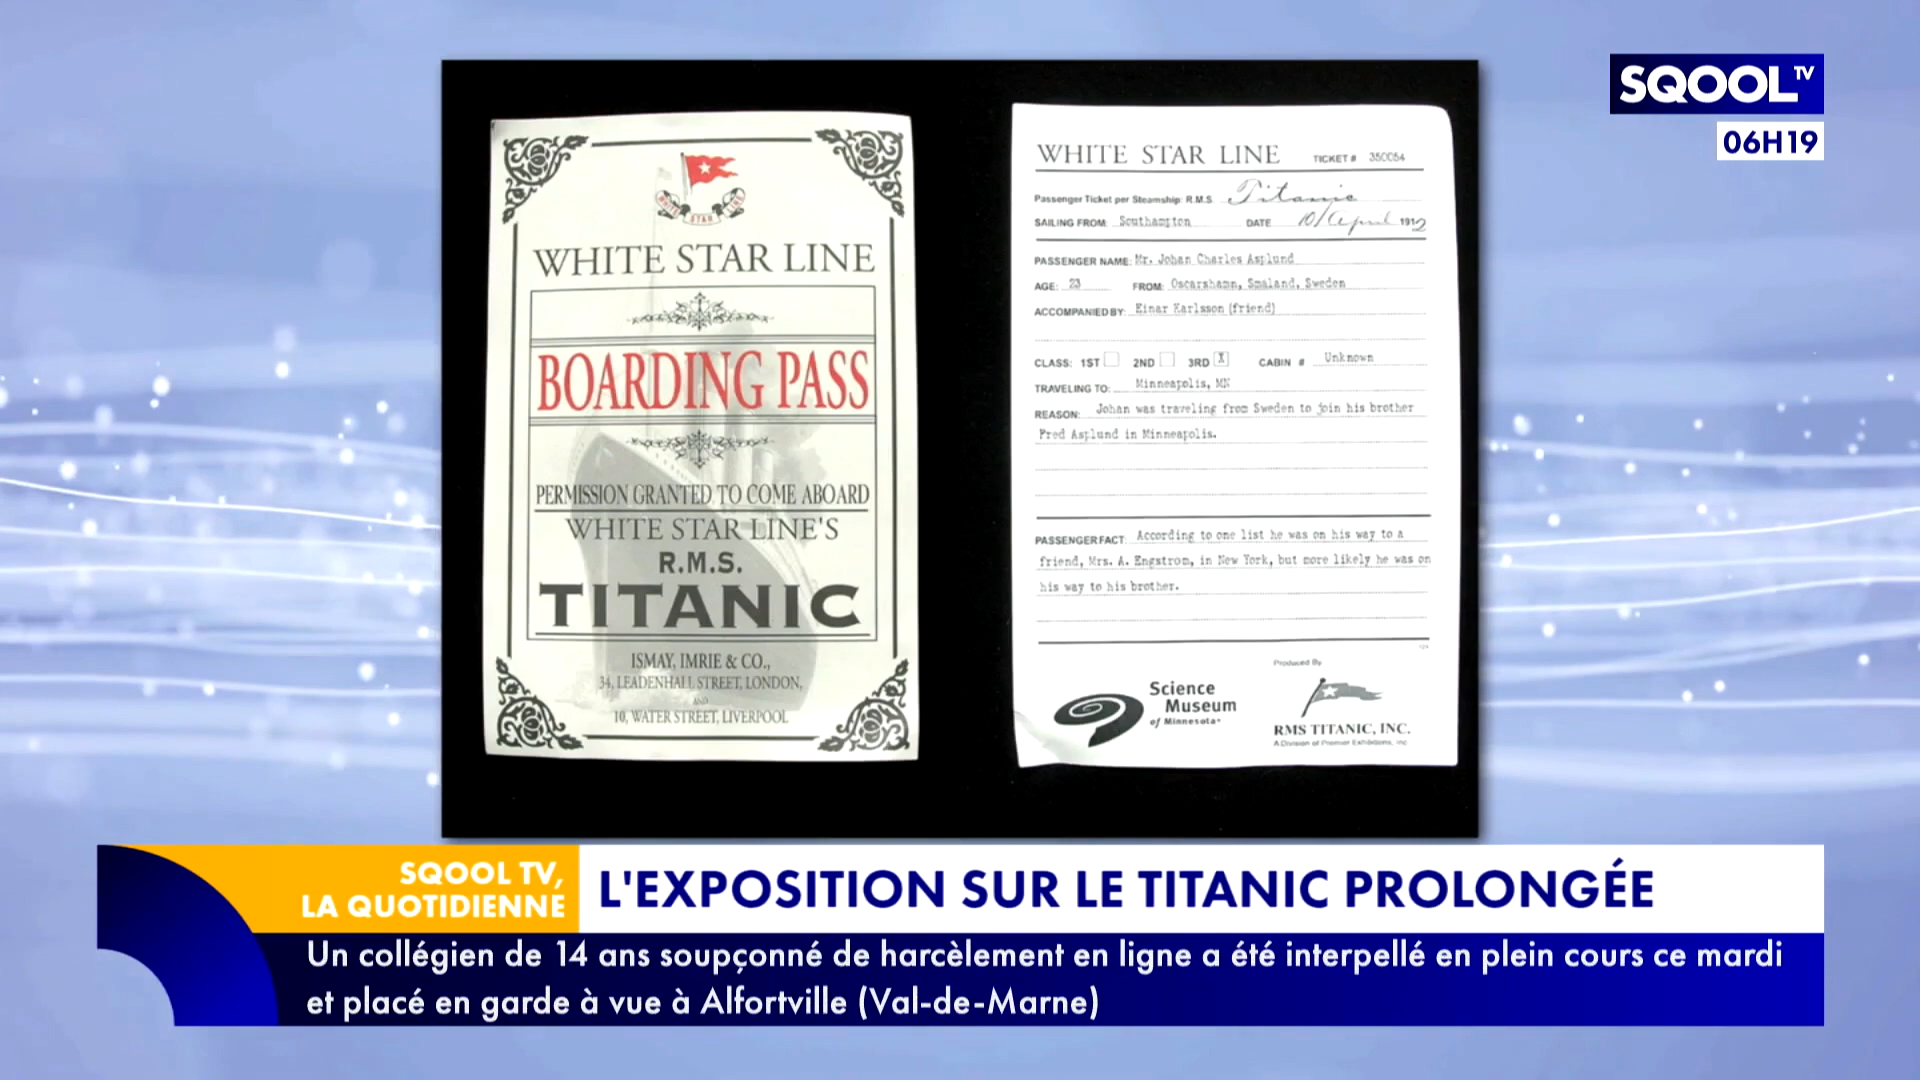 SQOOL TV
06H19
WHITE STAR LINE
WHITE STAR LINE
BOARDING PASS
PERMISSION GRANTED TO COME ABOARD
WHITE STAR LINE'S
R.M.S.
TITANIC
ISMAY, IMRIE & CO.,
34, LEADENHALL STREET, LONDON,
AND
10, WATER STREET, LIVERPOOL
WHITE STAR LINE TICKET # 350054
Passenger Ticket per Steamship: R.M.S. Titanic
SAILING FROM: Southampton DATE 10/April 1912
PASSENGER NAME: Mr. Johan Charles Asplund
AGE: 23 FROM: Oscarshamn, Smaland, Sweden
ACCOMPANIED BY: Einar Karlsson (friend)
CLASS: 1ST 2ND 3RD X CABIN # Unknown
TRAVELING TO: Minneapolis, MN
REASON: Johan was traveling from Sweden to join his brother
Fred Asplund in Minneapolis.
PASSENGER FACT: According to one list he was on his way to a
friend, Mrs. A. Engstrom, in New York, but more likely he was on
his way to his brother.
Produced By
Science
Museum
of Minnesota
RMS TITANIC, INC.
A Division of Premier Exhibitions, Inc
SQOOL TV,
LA QUOTIDIENNE
L'EXPOSITION SUR LE TITANIC PROLONGÉE
Un collégien de 14 ans soupçonné de harcèlement en ligne a été interpellé en plein cours ce mardi
et placé en garde à vue à Alfortville (Val-de-Marne)